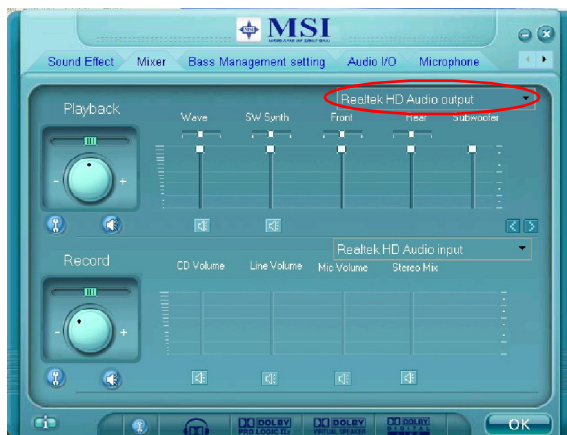 MSI
Sound Effect Mixer Bass Management setting Audio I/O Microphone
Realtek HD Audio output
Playback
Wave SW Synth Front Rear Subwoofer
- +
Realtek HD Audio input
Record
CD Volume Line Volume Mic Volume Stereo Mix
- +
DOLBY PRO LOGIC IIx
DOLBY VIRTUAL SPEAKER
DOLBY DIGITAL
OK